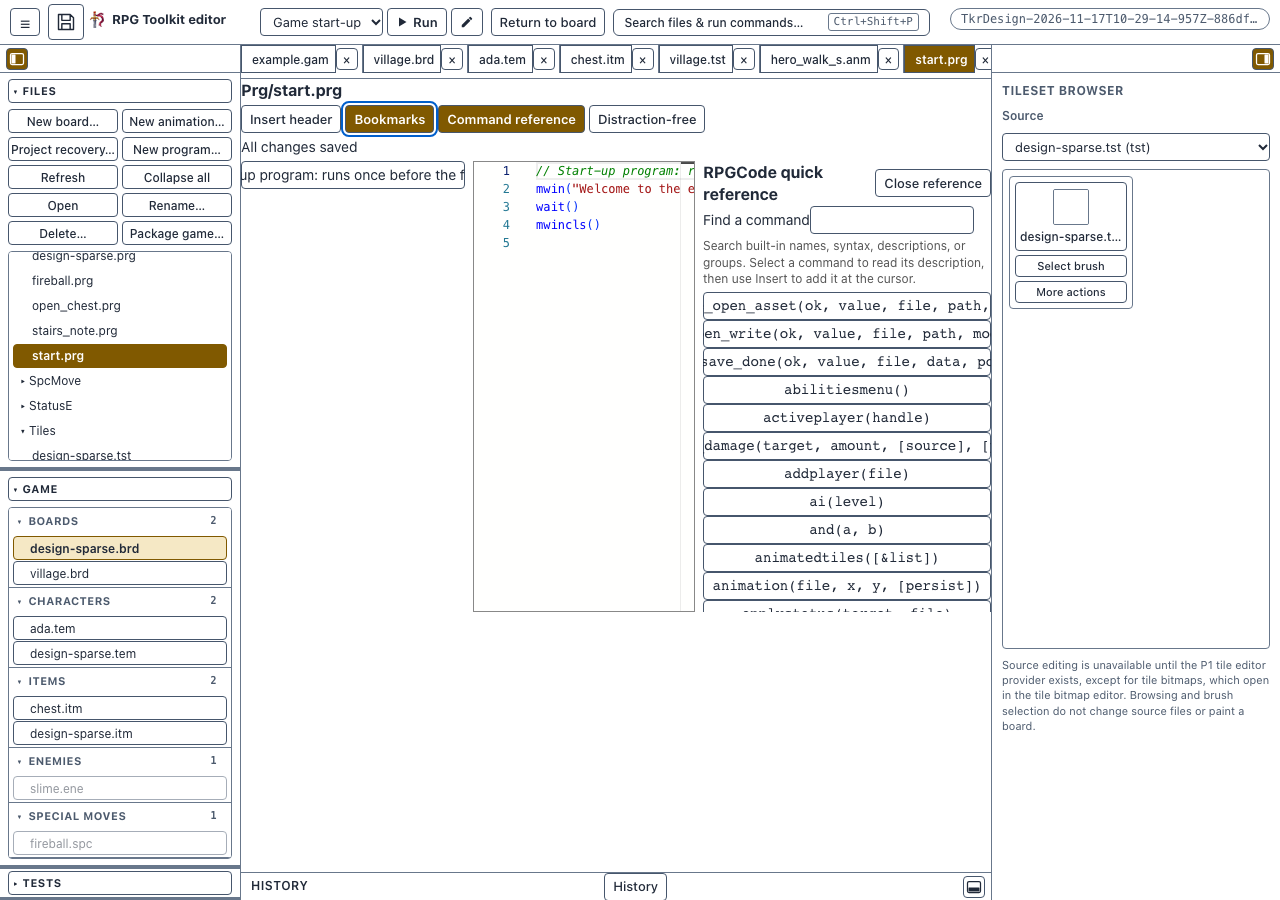 RPG Toolkit editor
Game start-up
Run
Return to board
Search files & run commands...
Ctrl+Shift+P
TkrDesign-2026-11-17T10-29-14-957Z-886df…
FILES
New board...
New animation...
Project recovery...
New program...
Refresh
Collapse all
Open
Rename...
Delete...
Package game...
design-sparse.prg
fireball.prg
open_chest.prg
stairs_note.prg
start.prg
SpcMove
StatusE
Tiles
design-sparse.tst
GAME
BOARDS 2
design-sparse.brd
village.brd
CHARACTERS 2
ada.tem
design-sparse.tem
ITEMS 2
chest.itm
design-sparse.itm
ENEMIES 1
slime.ene
SPECIAL MOVES 1
fireball.spc
TESTS
example.gam ×
village.brd ×
ada.tem ×
chest.itm ×
village.tst ×
hero_walk_s.anm ×
start.prg ×
Prg/start.prg
Insert header
Bookmarks
Command reference
Distraction-free
All changes saved
up program: runs once before the f
1 // Start-up program: r
2 mwin("Welcome to the e
3 wait()
4 mwincls()
5
RPGCode quick
reference
Close reference
Find a command
Search built-in names, syntax, descriptions, or
groups. Select a command to read its description,
then use Insert to add it at the cursor.
_open_asset(ok, value, file, path,
en_write(ok, value, file, path, mo
save_done(ok, value, file, data, po
abilitiesmenu()
activeplayer(handle)
damage(target, amount, [source], [
addplayer(file)
ai(level)
and(a, b)
animatedtiles([&list])
animation(file, x, y, [persist])
HISTORY
History
TILESET BROWSER
Source
design-sparse.tst (tst)
design-sparse.t...
Select brush
More actions
Source editing is unavailable until the P1 tile editor
provider exists, except for tile bitmaps, which open
in the tile bitmap editor. Browsing and brush
selection do not change source files or paint a
board.